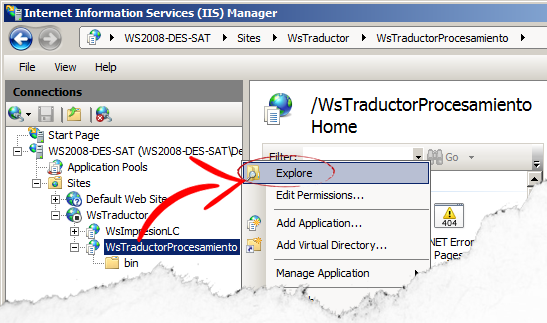 Internet Information Services (IIS) Manager
WS2008-DES-SAT
Sites
WsTraductor
WsTraductorProcesamiento
File
View
Help
Connections
Start Page
WS2008-DES-SAT (WS2008-DES-SAT\De
Application Pools
Sites
Default Web Site
WsTraductor
WsImpresionLC
WsTraductorProcesamiento
bin
/WsTraductorProcesamiento
Home
Filter:
Go
Explore
Edit Permissions...
Add Application...
Add Virtual Directory...
Manage Application
404
.NET Error
Pages